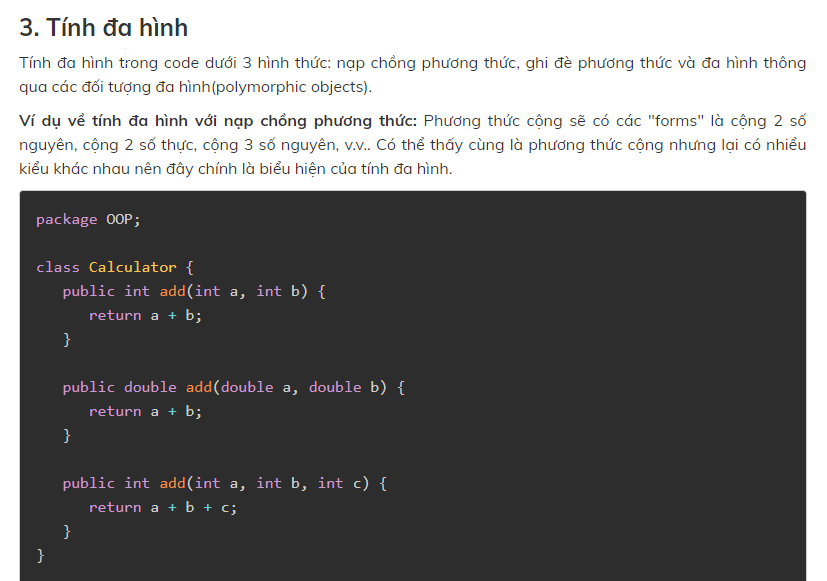 3. Tính đa hình
Tính đa hình trong code dưới 3 hình thức: nạp chồng phương thức, ghi đè phương thức và đa hình thông
qua các đối tượng đa hình(polymorphic objects).
Ví dụ về tính đa hình với nạp chồng phương thức: Phương thức cộng sẽ có các "forms" là cộng 2 số
nguyên, cộng 2 số thực, cộng 3 số nguyên, v.v.. Có thể thấy cùng là phương thức cộng nhưng lại có nhiều
kiểu khác nhau nên đây chính là biểu hiện của tính đa hình.
package OOP;
class Calculator {
   public int add(int a, int b) {
      return a + b;
   }
   public double add(double a, double b) {
      return a + b;
   }
   public int add(int a, int b, int c) {
      return a + b + c;
   }
}